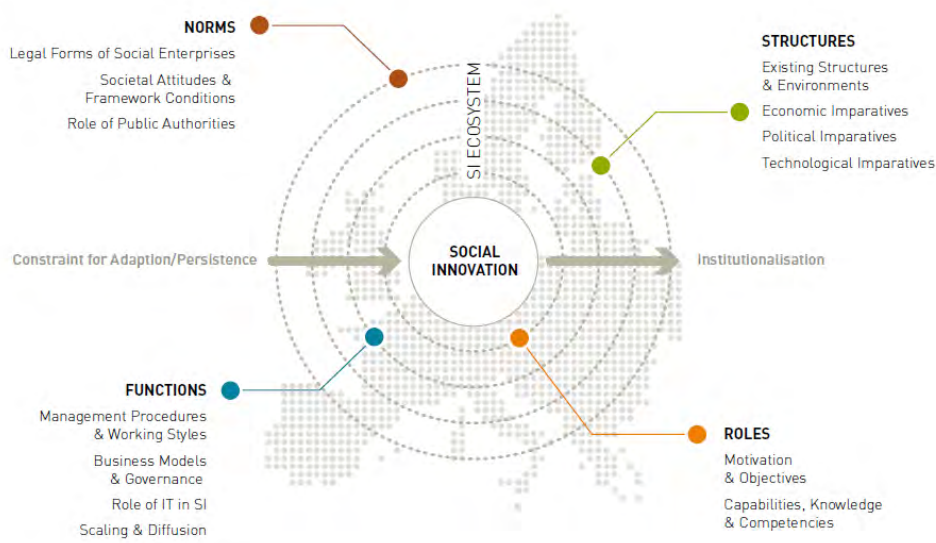 NORMS
Legal Forms of Social Enterprises
Societal Attitudes &
Framework Conditions
Role of Public Authorities
STRUCTURES
Existing Structures
& Environments
Economic Imparatives
Political Imparatives
Technological Imparatives
SI ECOSYSTEM
Constraint for Adaption/Persistence
SOCIAL
INNOVATION
Institutionalisation
FUNCTIONS
Management Procedures
& Working Styles
Business Models
& Governance
Role of IT in SI
Scaling & Diffusion
ROLES
Motivation
& Objectives
Capabilities, Knowledge
& Competencies